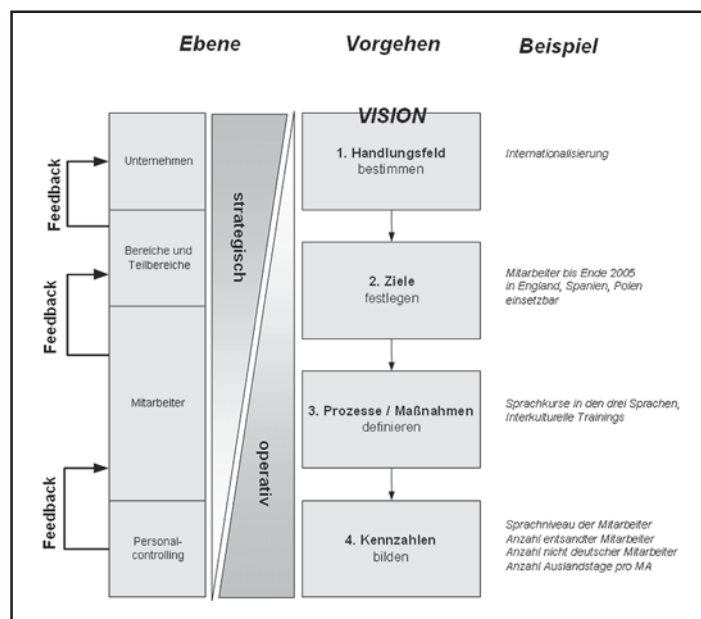 Ebene Vorgehen Beispiel
VISION
Unternehmen
Bereiche und
Teilbereiche
Mitarbeiter
Personal-
controlling
Feedback
Feedback
Feedback
strategisch
operativ
1. Handlungsfeld
bestimmen
2. Ziele
festlegen
3. Prozesse / Maßnahmen
definieren
4. Kennzahlen
bilden
Internationalisierung
Mitarbeiter bis Ende 2005
in England, Spanien, Polen
einsetzbar
Sprachkurse in den drei Sprachen,
Interkulturelle Trainings
Sprachniveau der Mitarbeiter
Anzahl entsandter Mitarbeiter
Anzahl nicht deutscher Mitarbeiter
Anzahl Auslandstage pro MA